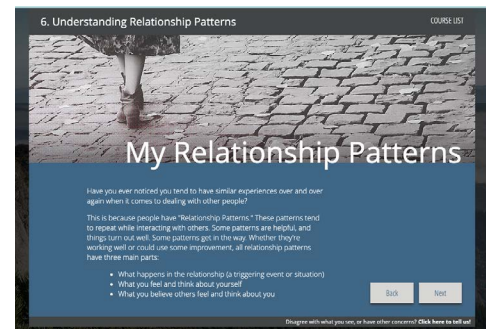 6. Understanding Relationship Patterns
COURSE LIST
My Relationship Patterns
Have you ever noticed you tend to have similar experiences over and over
again when it comes to dealing with other people?
This is because people have "Relationship Patterns." These patterns tend
to repeat while interacting with others. Some patterns are helpful, and
things turn out well. Some patterns get in the way. Whether they're
working well or could use some improvement, all relationship patterns
have three main parts:
• What happens in the relationship (a triggering event or situation)
• What you feel and think about yourself
• What you believe others feel and think about you
Back
Next
Disagree with what you see, or have other concerns? Click here to tell us!